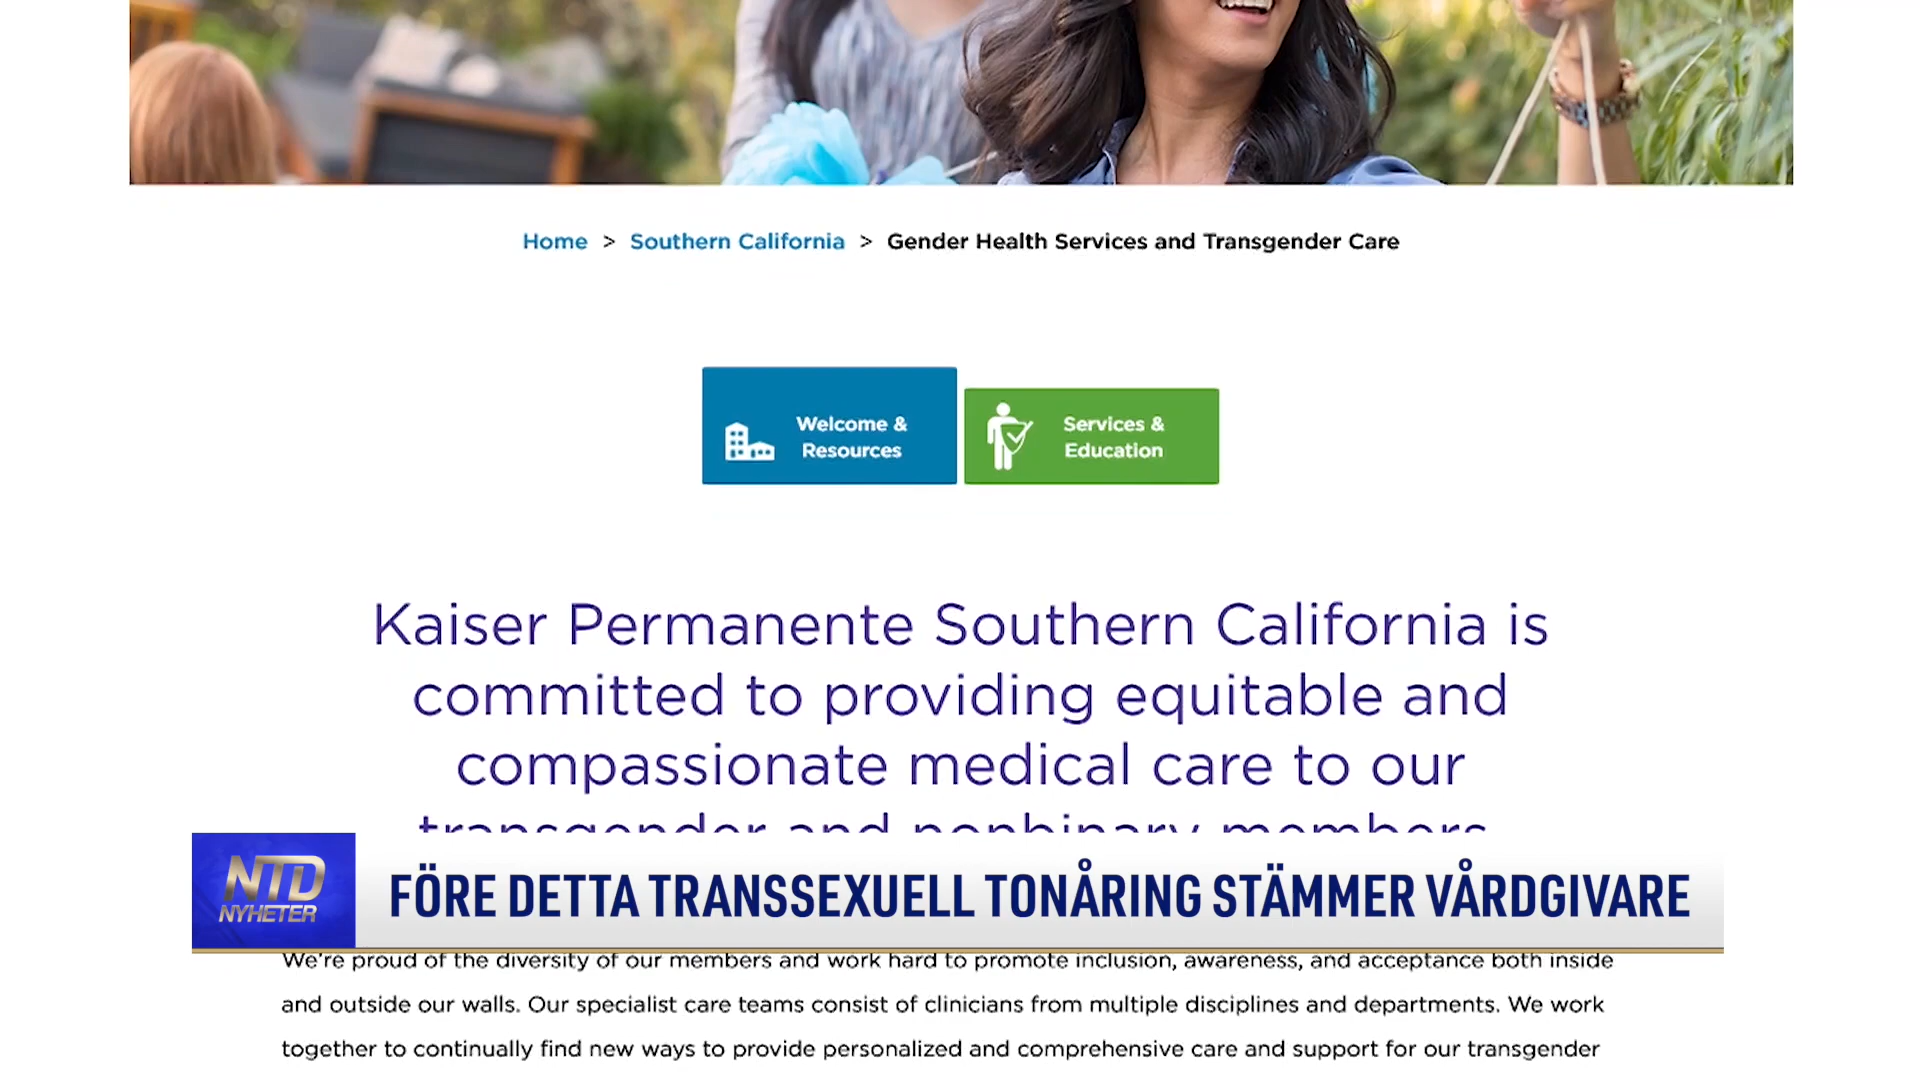 Home > Southern California > Gender Health Services and Transgender Care
Welcome &
Resources
Services &
Education
Kaiser Permanente Southern California is
committed to providing equitable and
compassionate medical care to our
transgender and nonbinary members
NTD
NYHETER
FÖRE DETTA TRANSSEXUELL TONÅRING STÄMMER VÅRDGIVARE
We're proud of the diversity of our members and work hard to promote inclusion, awareness, and acceptance both inside
and outside our walls. Our specialist care teams consist of clinicians from multiple disciplines and departments. We work
together to continually find new ways to provide personalized and comprehensive care and support for our transgender